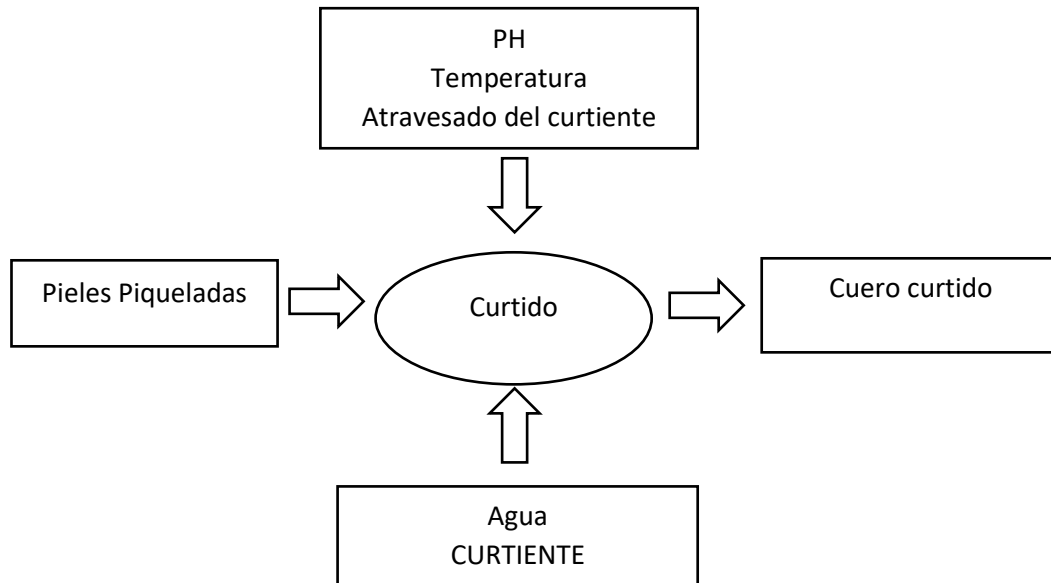 PH
Temperatura
Atravesado del curtiente
Pieles Piqueladas
Curtido
Cuero curtido
Agua
CURTIENTE